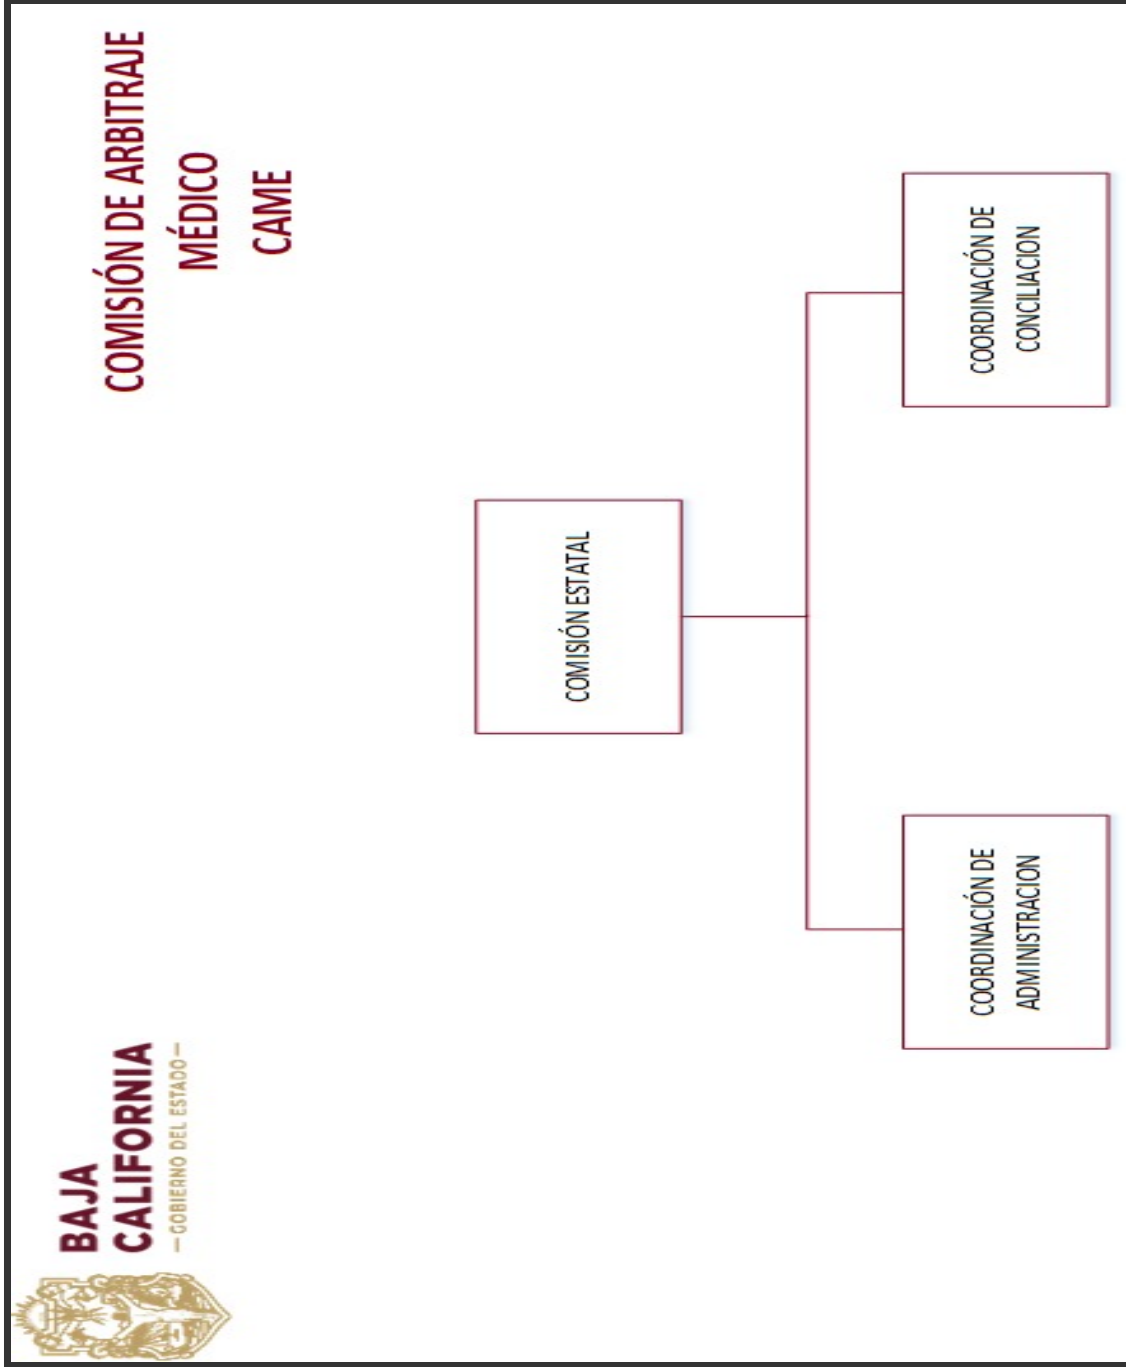 BAJA
CALIFORNIA
— GOBIERNO DEL ESTADO —
COMISIÓN DE ARBITRAJE
MÉDICO
CAME
COMISIÓN ESTATAL
COORDINACIÓN DE
ADMINISTRACION
COORDINACIÓN DE
CONCILIACION